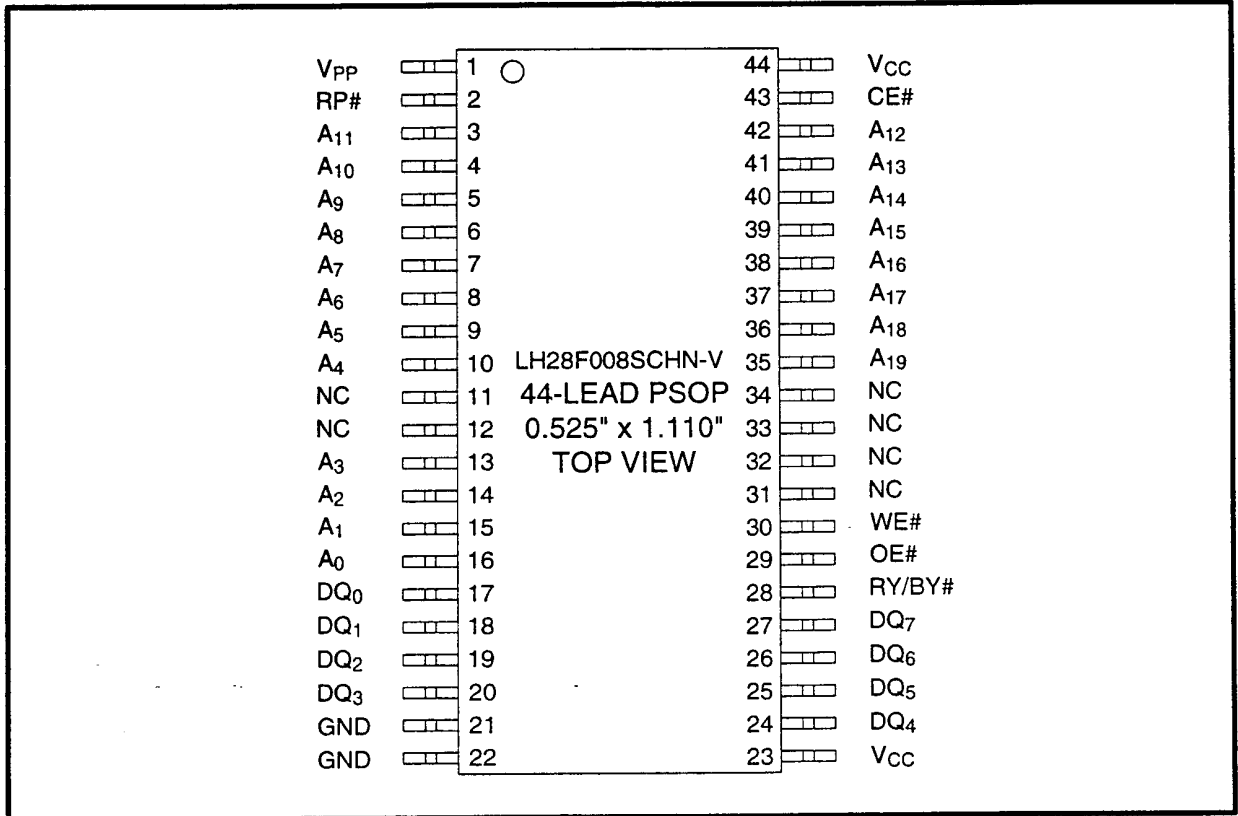 VPP 1 44 VCC
RP# 2 43 CE#
A11 3 42 A12
A10 4 41 A13
A9 5 40 A14
A8 6 39 A15
A7 7 38 A16
A6 8 37 A17
A5 9 36 A18
A4 10 LH28F008SCHN-V 35 A19
NC 11 44-LEAD PSOP 34 NC
NC 12 0.525" x 1.110" 33 NC
A3 13 TOP VIEW 32 NC
A2 14 31 NC
A1 15 30 WE#
A0 16 29 OE#
DQ0 17 28 RY/BY#
DQ1 18 27 DQ7
DQ2 19 26 DQ6
DQ3 20 25 DQ5
GND 21 24 DQ4
GND 22 23 VCC